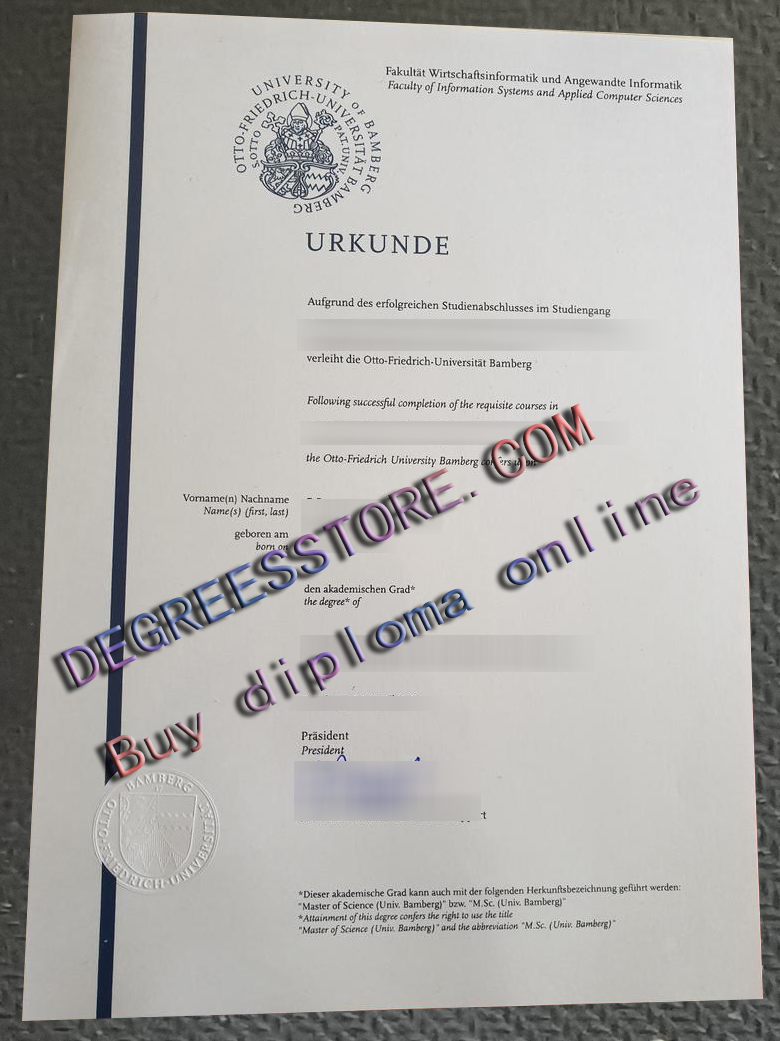 Fakultät Wirtschaftsinformatik und Angewandte Informatik
Faculty of Information Systems and Applied Computer Sciences
UNIVERSITY OF BAMBERG
OTTO-FRIEDRICH-UNIVERSITÄT BAMBERG
SOTTO PAT. UNIV.
URKUNDE
Aufgrund des erfolgreichen Studienabschlusses im Studiengang
verleiht die Otto-Friedrich-Universität Bamberg
Following successful completion of the requisite courses in
the Otto-Friedrich University Bamberg confers upon
Vorname(n) Nachname
Name(s) (first, last)
geboren am
born on
den akademischen Grad*
the degree* of
DEGREESSTORE.COM
Buy diploma online
Präsident
President
BAMBERG
OTTO-FRIEDRICH-UNIVERSITÄT
*Dieser akademische Grad kann auch mit der folgenden Herkunftsbezeichnung geführt werden:
"Master of Science (Univ. Bamberg)" bzw. "M.Sc. (Univ. Bamberg)"
*Attainment of this degree confers the right to use the title
"Master of Science (Univ. Bamberg)" and the abbreviation "M.Sc. (Univ. Bamberg)"